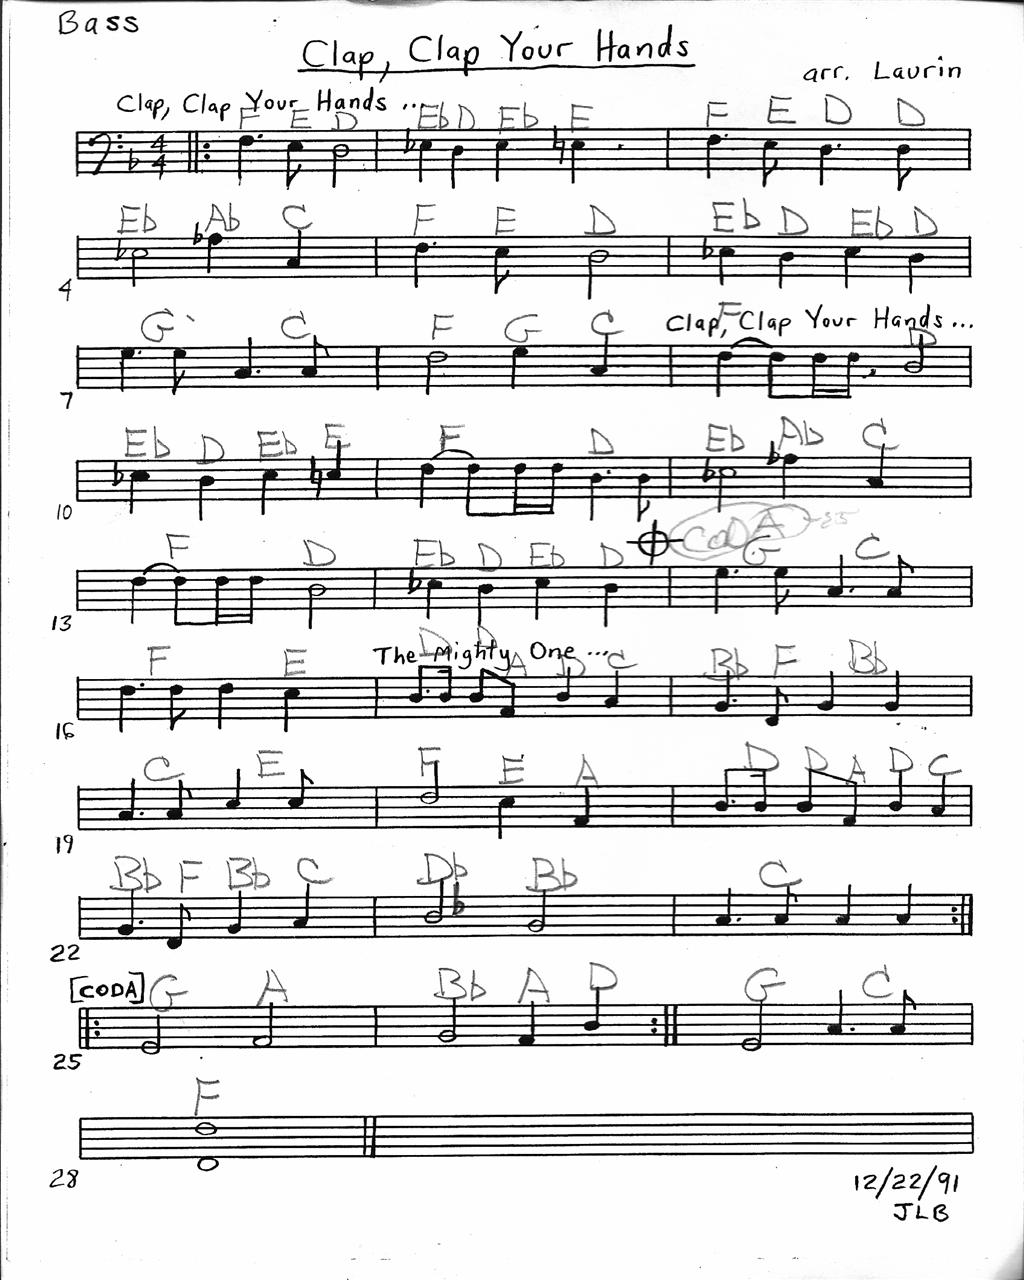 Bass
Clap, Clap Your Hands
arr. Laurin
Clap, Clap Your Hands ...
F E D Eb D Eb E F E D D
4 4
Eb Ab C F E D Eb D Eb D
4
Clap, Clap Your Hands...
G C F G C F D
7
Eb D Eb E F D Eb Ab C
10
CODA
F D Eb D Eb D G C
13
The Mighty One ...
F E D D A D C Bb F Bb
16
C E F E A D D A D C
19
Bb F Bb C Db Bb C
22
[CODA] G A Bb A D G C
25
F
28
12/22/91
JLB